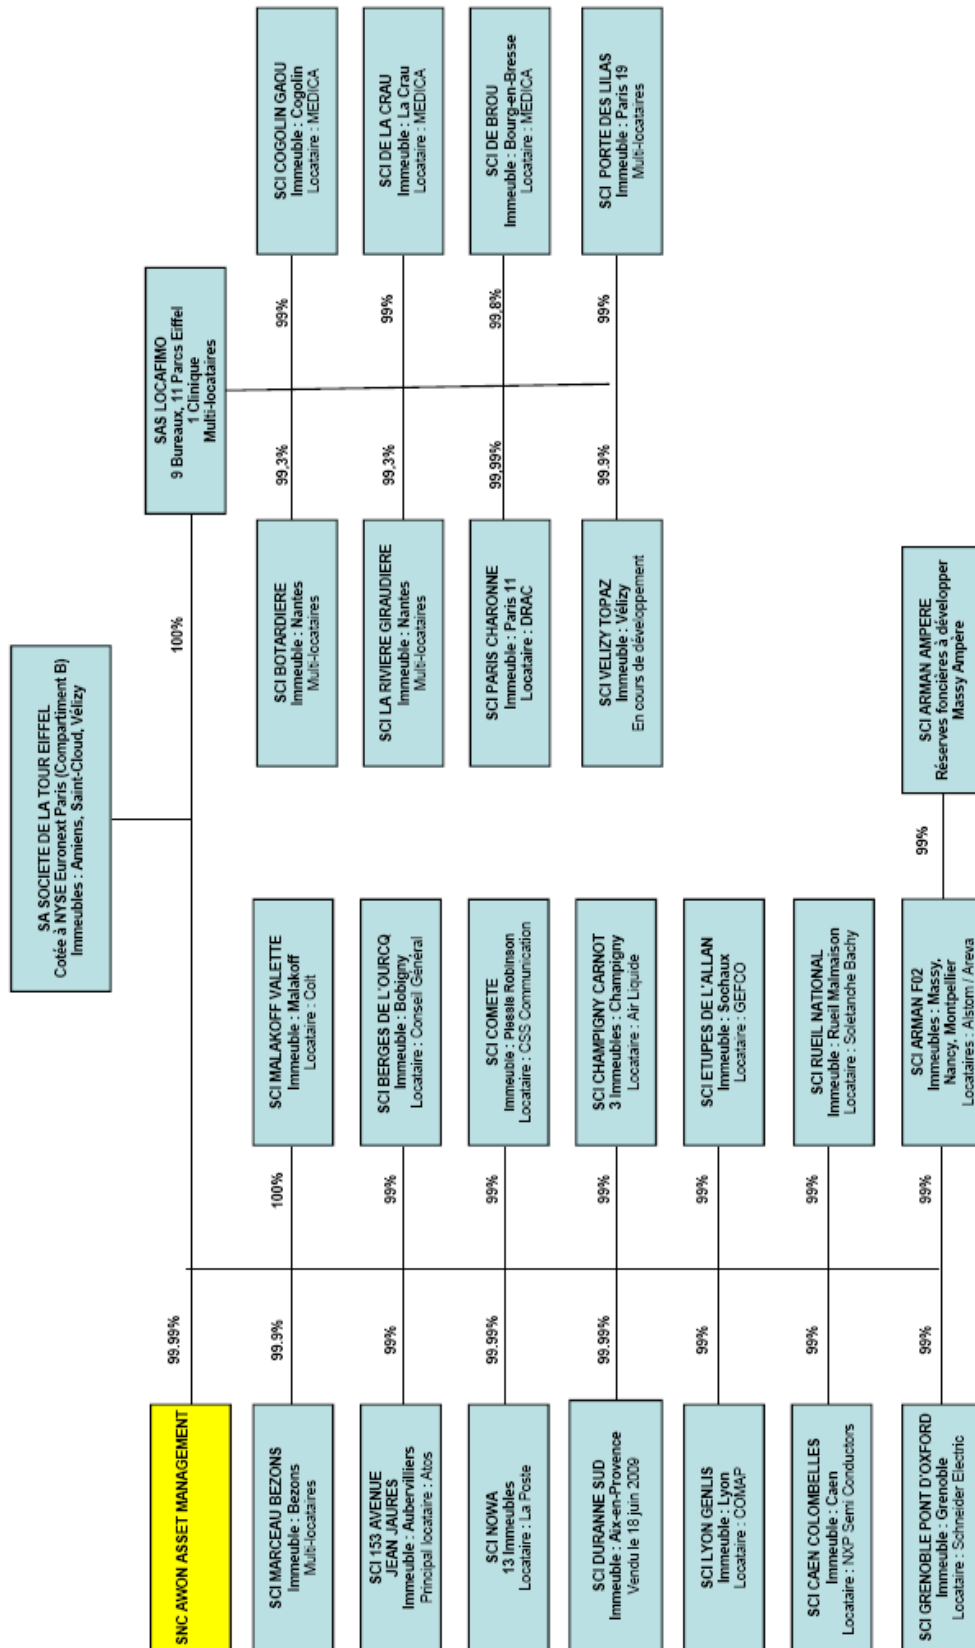 SA SOCIETE DE LA TOUR EIFFEL
Cotée à NYSE Euronext Paris (Compartiment B)
Immeubles : Amiens, Saint-Cloud, Vélizy
99.99%
100%
SNC AWON ASSET MANAGEMENT
SAS LOCAFIMO
9 Bureaux, 11 Parcs Eiffel
1 Clinique
Multi-locataires
SCI MARCEAU BEZONS
Immeuble : Bezons
Multi-locataires
99.9%
100%
SCI MALAKOFF VALETTE
Immeuble : Malakoff
Locataire : Colt
SCI BOTARDIERE
Immeuble : Nantes
Multi-locataires
99,3%
99%
SCI COGOLIN GAOU
Immeuble : Cogolin
Locataire : MEDICA
SCI 153 AVENUE
JEAN JAURES
Immeuble : Aubervilliers
Principal locataire : Atos
99%
99%
SCI BERGES DE L'OURCQ
Immeuble : Bobigny
Locataire : Conseil Général
SCI LA RIVIERE GIRAUDIERE
Immeuble : Nantes
Multi-locataires
99,3%
99%
SCI DE LA CRAU
Immeuble : La Crau
Locataire : MEDICA
SCI NOWA
13 Immeubles
Locataire : La Poste
99.99%
99%
SCI COMETE
Immeuble : Plessis Robinson
Locataire : CSS Communication
SCI PARIS CHARONNE
Immeuble : Paris 11
Locataire : DRAC
99,99%
99,8%
SCI DE BROU
Immeuble : Bourg-en-Bresse
Locataire : MEDICA
SCI DURANNE SUD
Immeuble : Aix-en-Provence
Vendu le 18 juin 2009
99.99%
99%
SCI CHAMPIGNY CARNOT
3 Immeubles : Champigny
Locataire : Air Liquide
SCI VELIZY TOPAZ
Immeuble : Vélizy
En cours de développement
99.9%
99%
SCI PORTE DES LILAS
Immeuble : Paris 19
Multi-locataires
SCI LYON GENLIS
Immeuble : Lyon
Locataire : COMAP
99%
99%
SCI ETUPES DE L'ALLAN
Immeuble : Sochaux
Locataire : GEFCO
SCI CAEN COLOMBELLES
Immeuble : Caen
Locataire : NXP Semi Conductors
99%
99%
SCI RUEIL NATIONAL
Immeuble : Rueil Malmaison
Locataire : Soletanche Bachy
SCI GRENOBLE PONT D'OXFORD
Immeuble : Grenoble
Locataire : Schneider Electric
99%
99%
SCI ARMAN F02
Immeubles : Massy,
Nancy, Montpellier
Locataires : Alstom / Areva
99%
SCI ARMAN AMPERE
Réserves foncières à développer
Massy Ampère